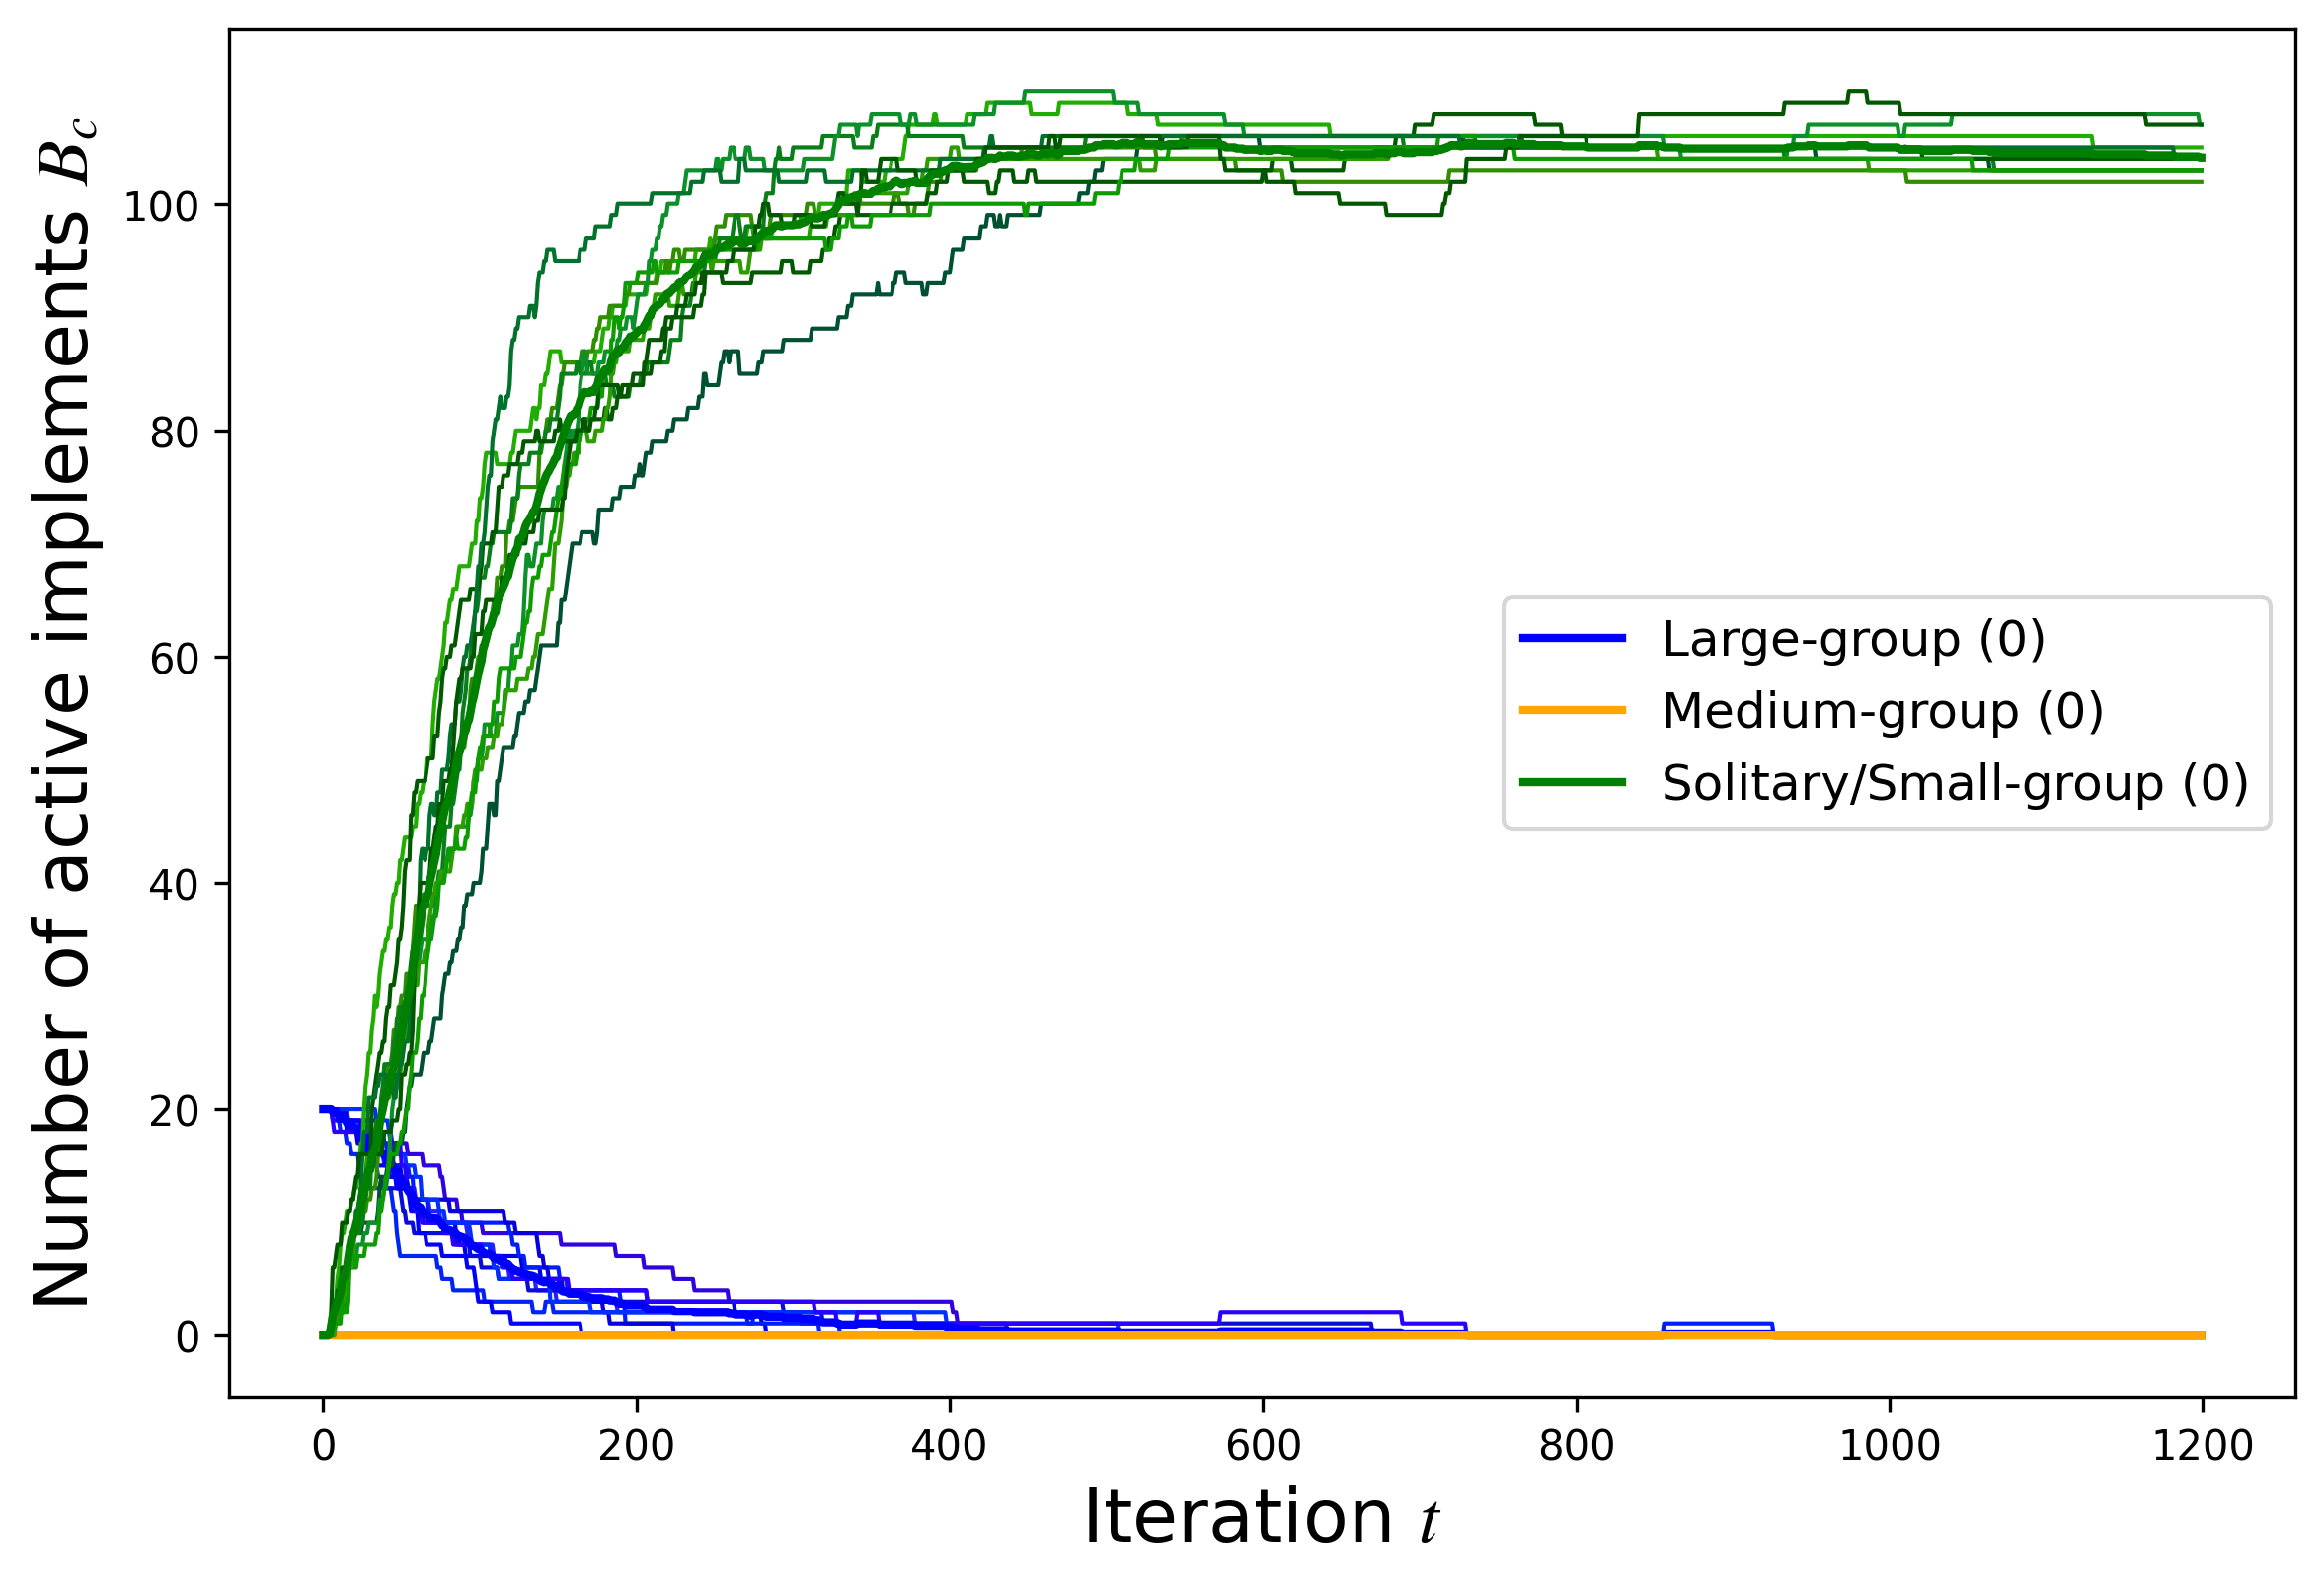 Number of active implements B_c
100
80
60
40
20
0
0 200 400 600 800 1000 1200
Iteration t
Large-group (0)
Medium-group (0)
Solitary/Small-group (0)